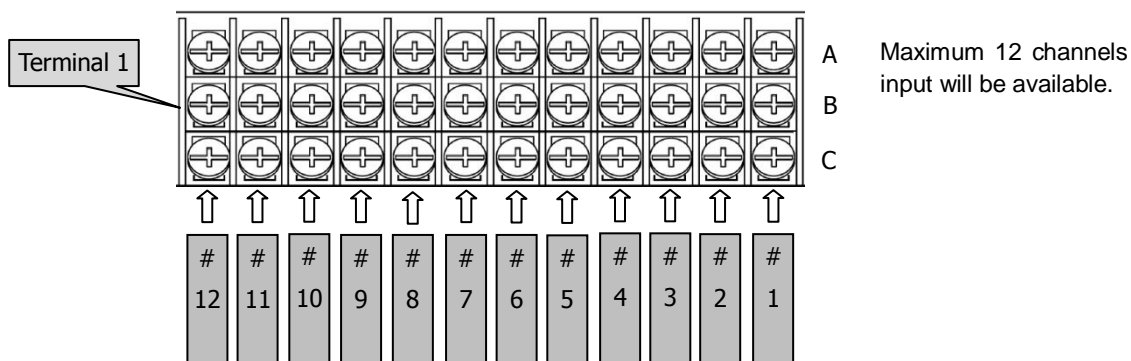 Terminal 1
A
B
C
Maximum 12 channels
input will be available.
# # # # # # # # # # # #
12 11 10 9 8 7 6 5 4 3 2 1